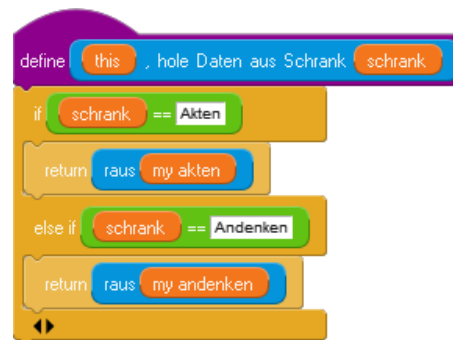 define this , hole Daten aus Schrank schrank
if schrank == Akten
return raus my akten
else if schrank == Andenken
return raus my andenken